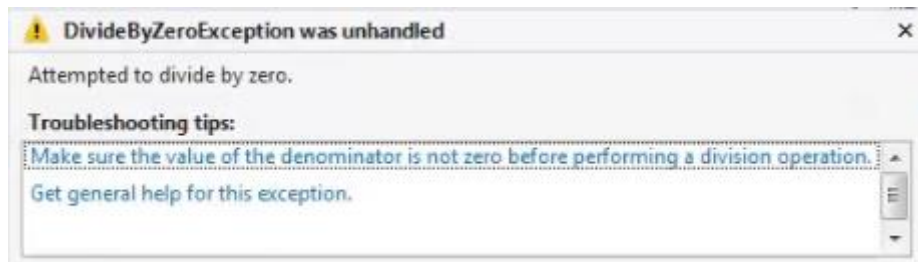 DivideByZeroException was unhandled
Attempted to divide by zero.
Troubleshooting tips:
Make sure the value of the denominator is not zero before performing a division operation.
Get general help for this exception.